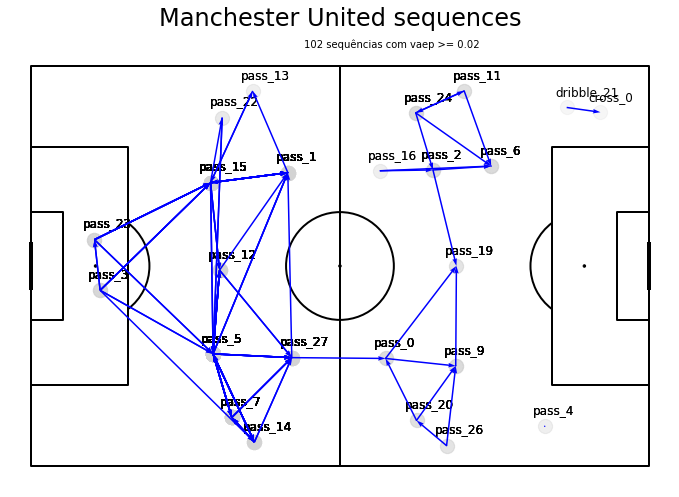 Manchester United sequences
102 sequências com vaep >= 0.02
pass_13
pass_11
dribble_21
cross_0
pass_22
pass_24
pass_15
pass_1
pass_16
pass_2
pass_6
pass_23
pass_12
pass_19
pass_3
pass_5
pass_27
pass_0
pass_9
pass_7
pass_20
pass_4
pass_14
pass_26